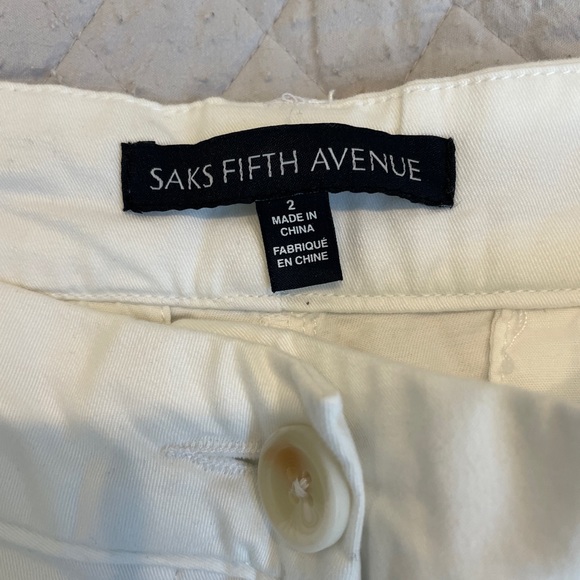 SAKS FIFTH AVENUE
2
MADE IN
CHINA
FABRIQUÉ
EN CHINE